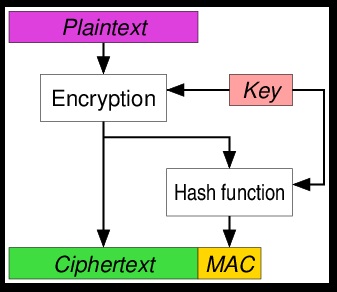 Plaintext
Encryption
Key
Hash function
Ciphertext
MAC